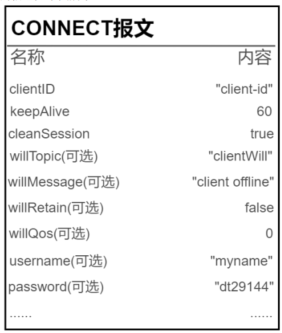 CONNECT报文
名称 内容
clientID "client-id"
keepAlive 60
cleanSession true
willTopic(可选) "clientWill"
willMessage(可选) "client offline"
willRetain(可选) false
willQos(可选) 0
username(可选) "myname"
password(可选) "dt29144"
...... ......